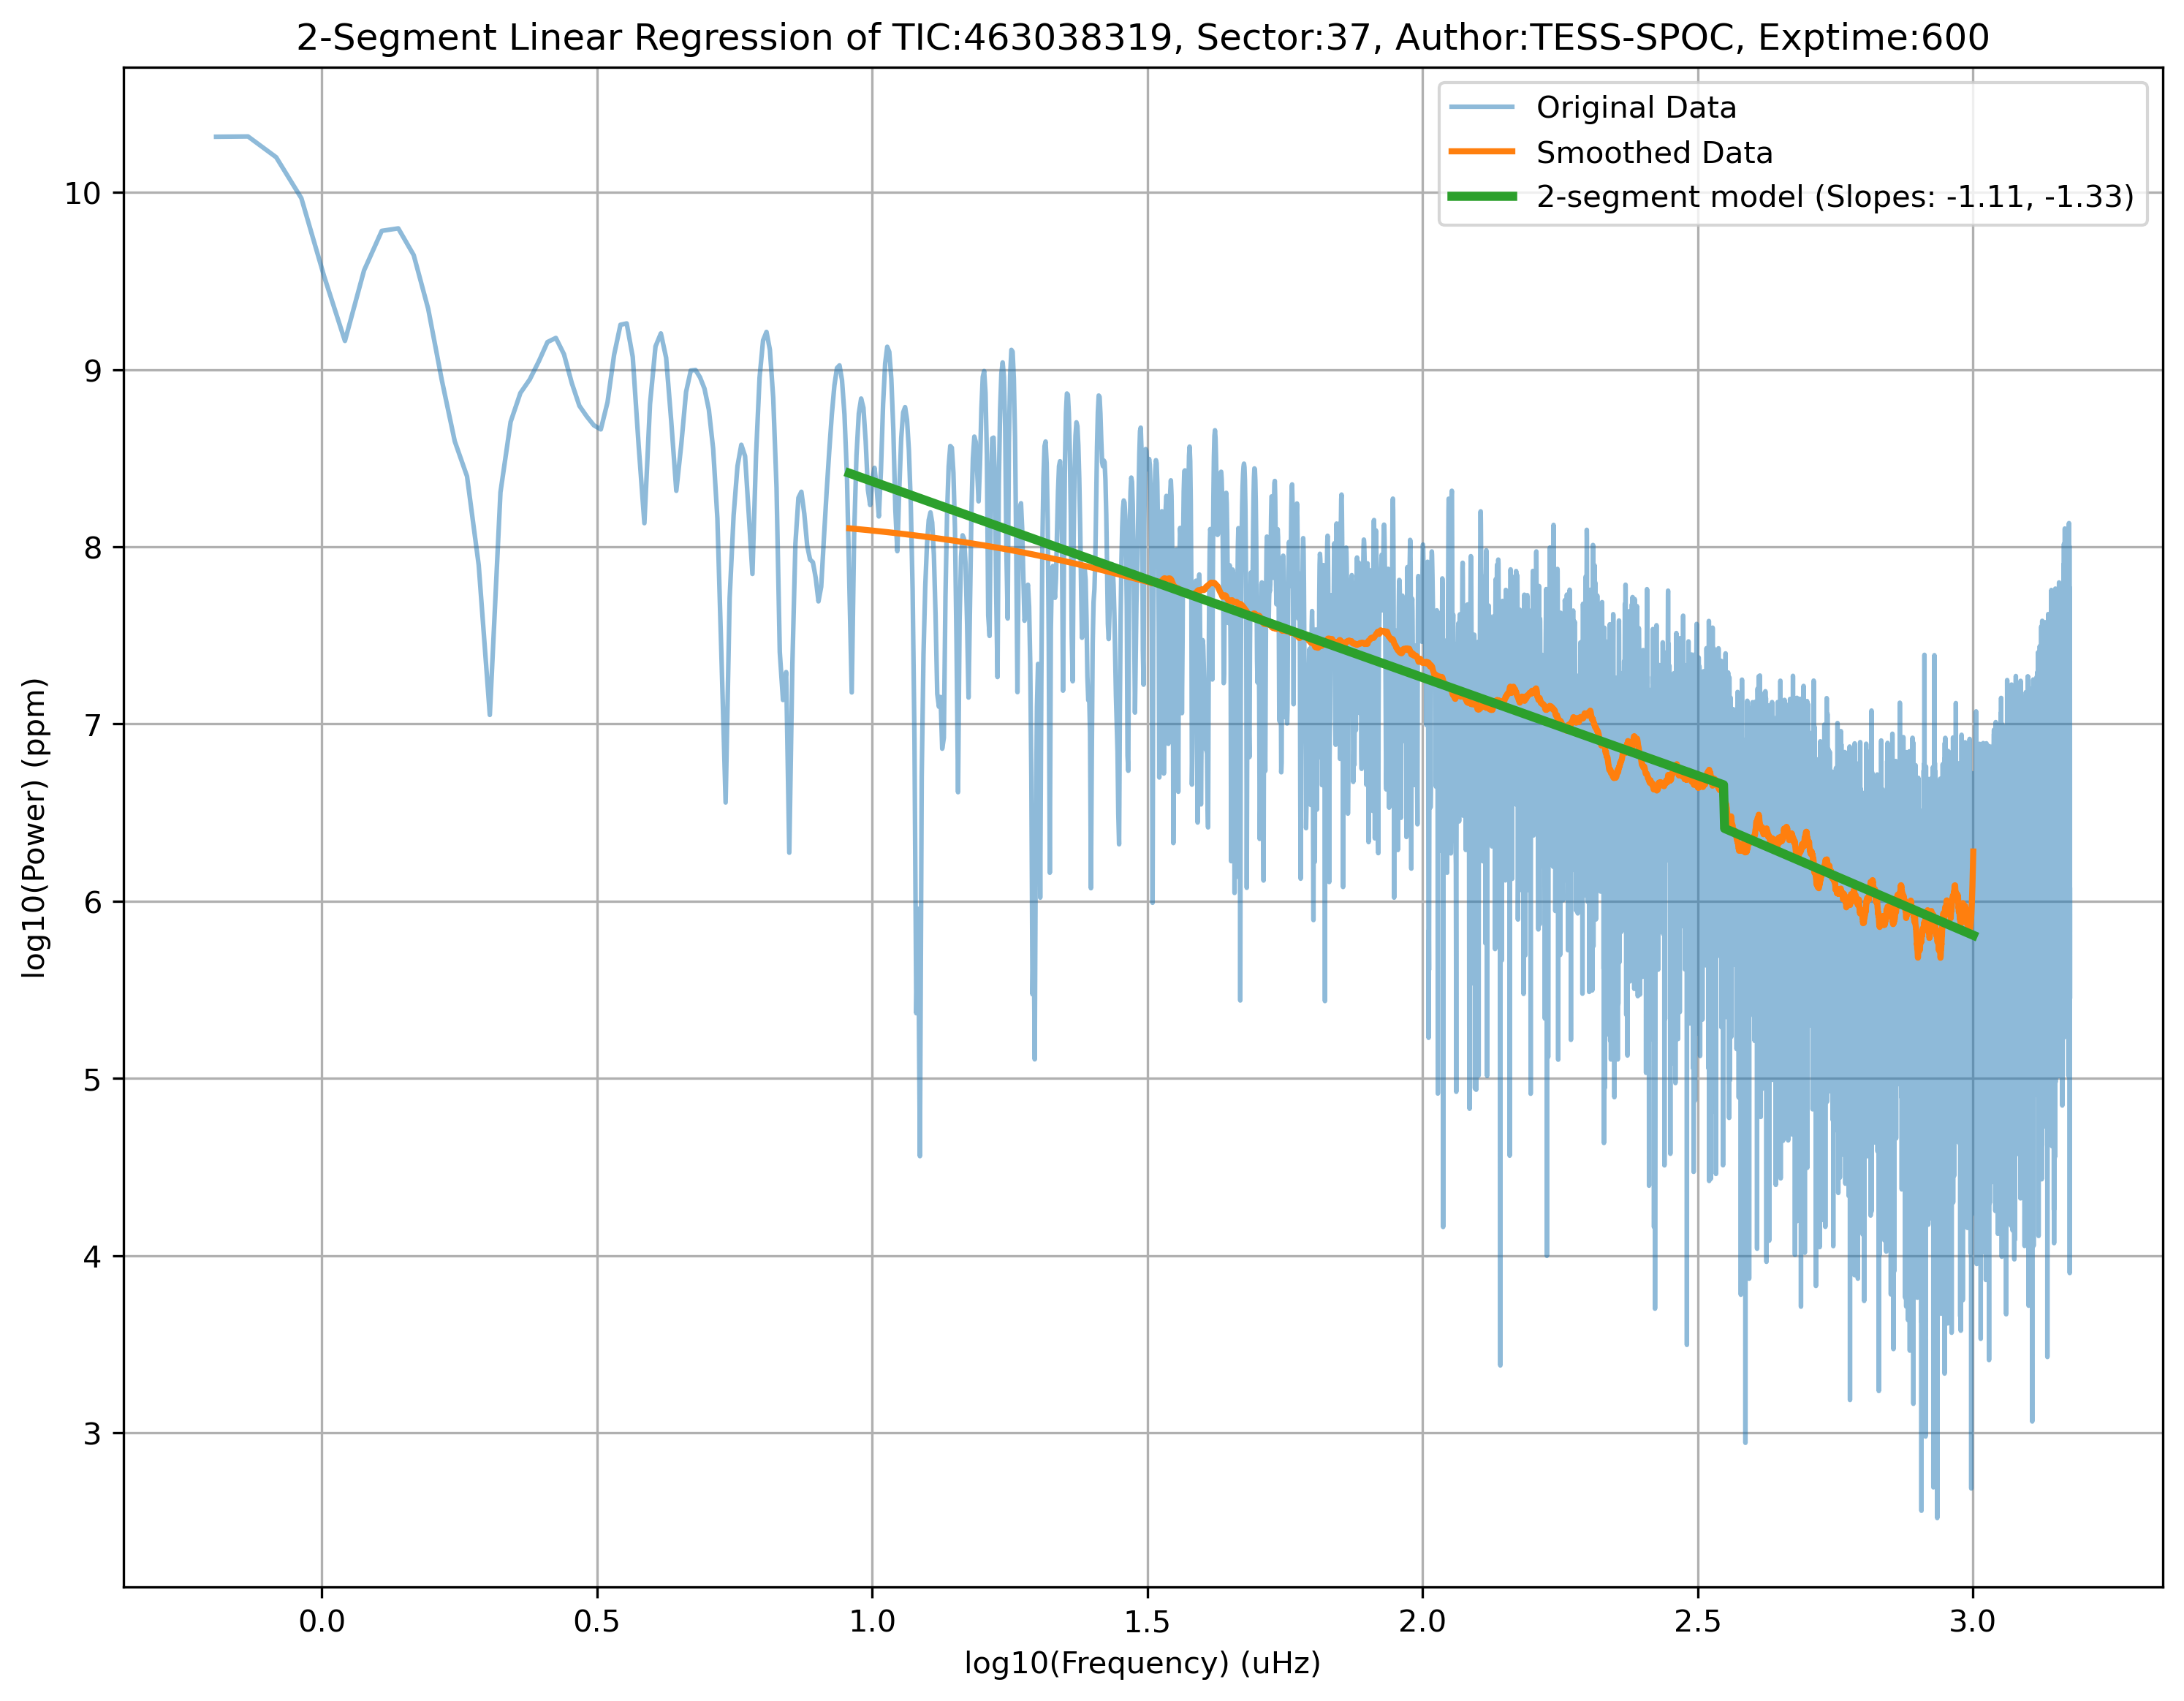 2-Segment Linear Regression of TIC:463038319, Sector:37, Author:TESS-SPOC, Exptime:600
Original Data
Smoothed Data
2-segment model (Slopes: -1.11, -1.33)
log10(Power) (ppm)
10
9
8
7
6
5
4
3
0.0 0.5 1.0 1.5 2.0 2.5 3.0
log10(Frequency) (uHz)